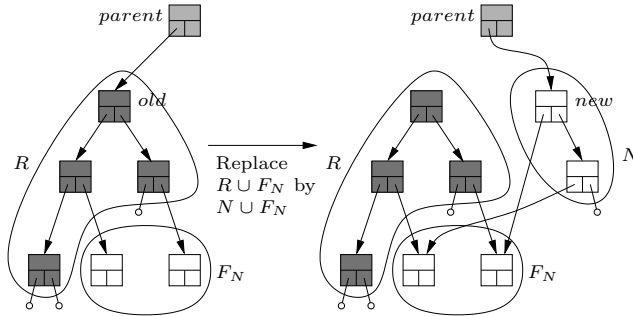 parent
old
R
F_N
Replace
R ∪ F_N by
N ∪ F_N
parent
new
R
N
F_N